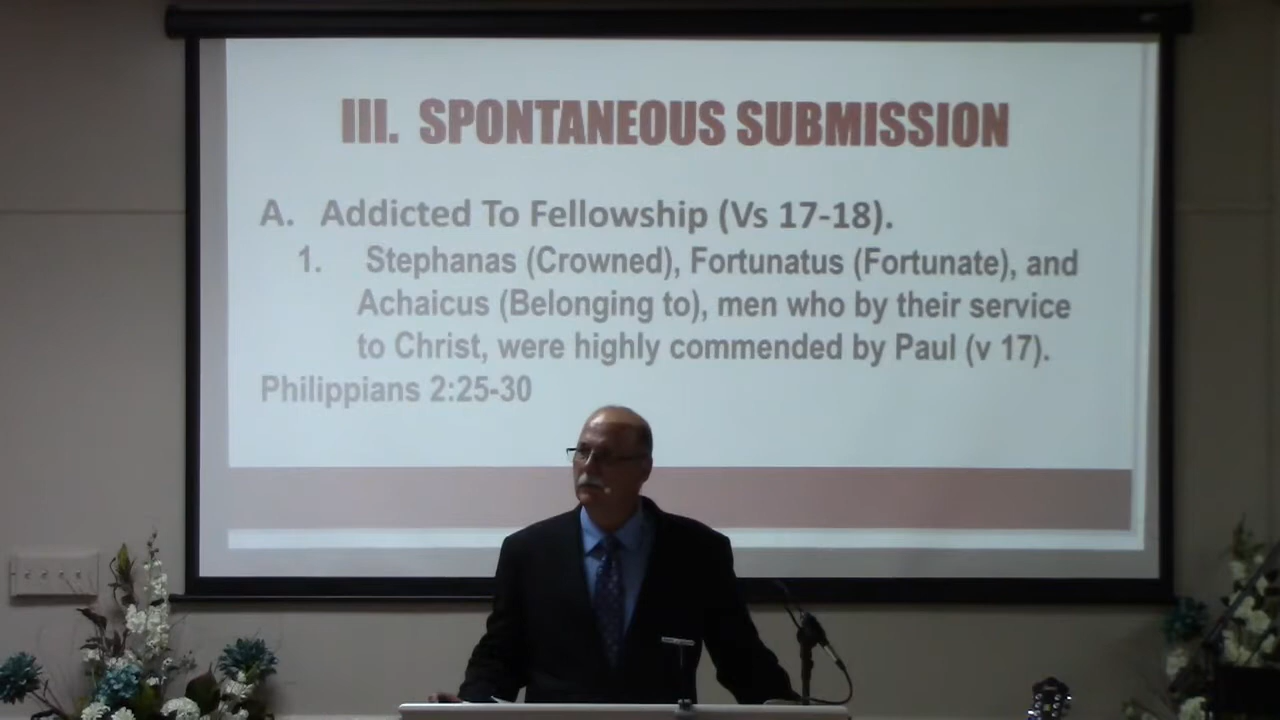 III. SPONTANEOUS SUBMISSION
A. Addicted To Fellowship (Vs 17-18).
1. Stephanas (Crowned), Fortunatus (Fortunate), and
Achaicus (Belonging to), men who by their service
to Christ, were highly commended by Paul (v 17).
Philippians 2:25-30